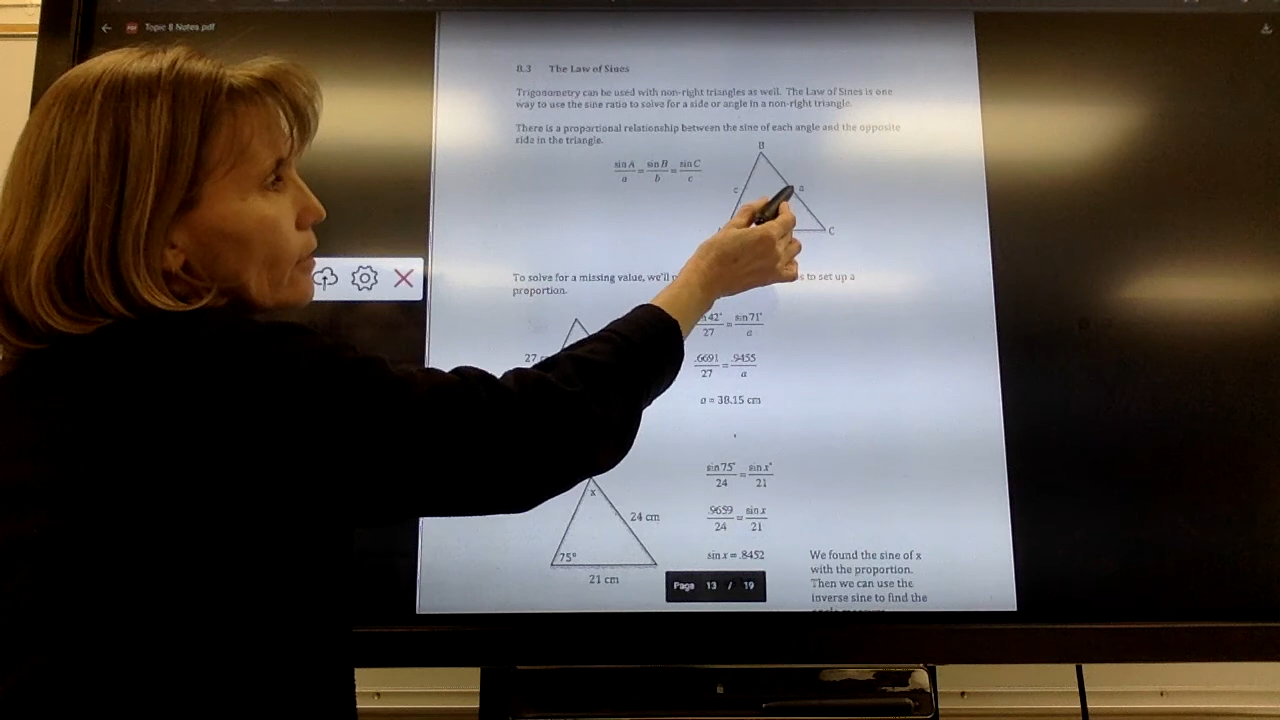 Topic 8 Notes.pdf
8.3 The Law of Sines
Trigonometry can be used with non-right triangles as well. The Law of Sines is one
way to use the sine ratio to solve for a side or angle in a non-right triangle.
There is a proportional relationship between the sine of each angle and the opposite
side in the triangle.
sin A / a = sin B / b = sin C / c
B
c a
C
To solve for a missing value, we'll to set up a
proportion.
42° / 27 = sin 71° / a
27
.6691 / 27 = .9455 / a
a = 38.15 cm
sin 75° / 24 = sin x° / 21
x
24 cm
.9659 / 24 = sin x / 21
75°
sin x = .8452
21 cm
We found the sine of x
with the proportion.
Then we can use the
inverse sine to find the
Page 13 / 19